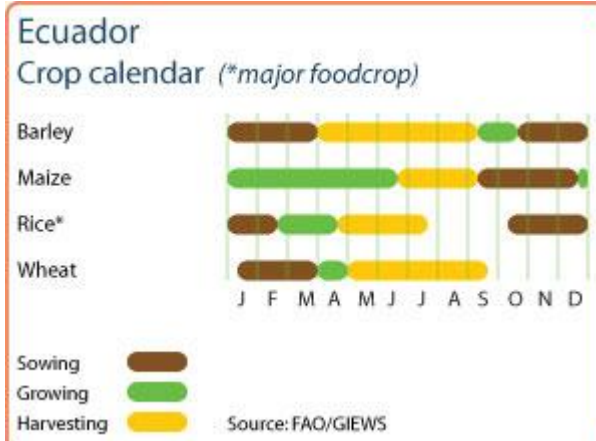 Ecuador
Crop calendar (*major foodcrop)
Barley
Maize
Rice*
Wheat
J F M A M J J A S O N D
Sowing
Growing
Harvesting Source: FAO/GIEWS